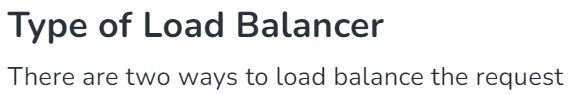 Type of Load Balancer
There are two ways to load balance the request